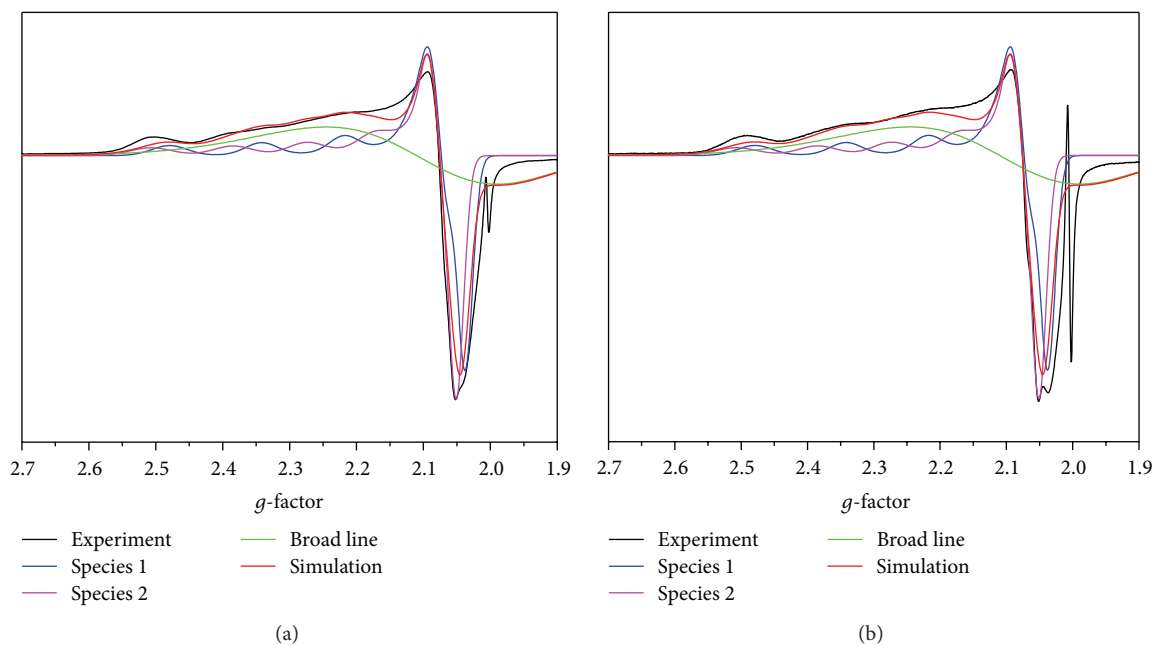 2.7 2.6 2.5 2.4 2.3 2.2 2.1 2.0 1.9
g-factor
Experiment Broad line
Species 1 Simulation
Species 2
(a)
2.7 2.6 2.5 2.4 2.3 2.2 2.1 2.0 1.9
g-factor
Experiment Broad line
Species 1 Simulation
Species 2
(b)